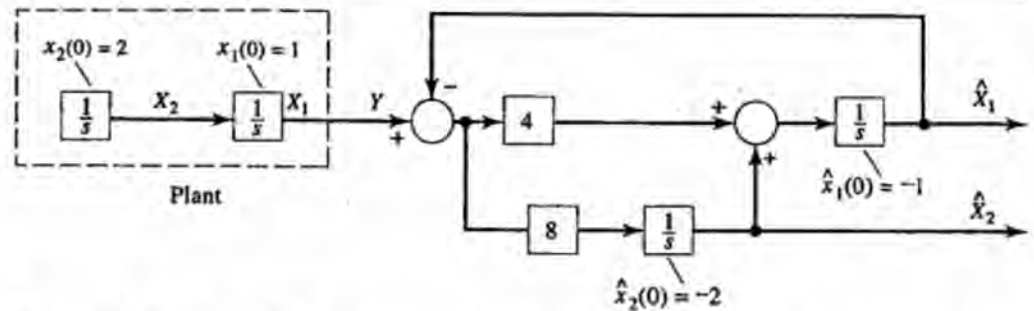 x₂(0) = 2
x₁(0) = 1
1/s
X₂
1/s
X₁
Y
+
−
4
+
+
1/s
X̂₁
x̂₁(0) = −1
Plant
8
1/s
X̂₂
x̂₂(0) = −2